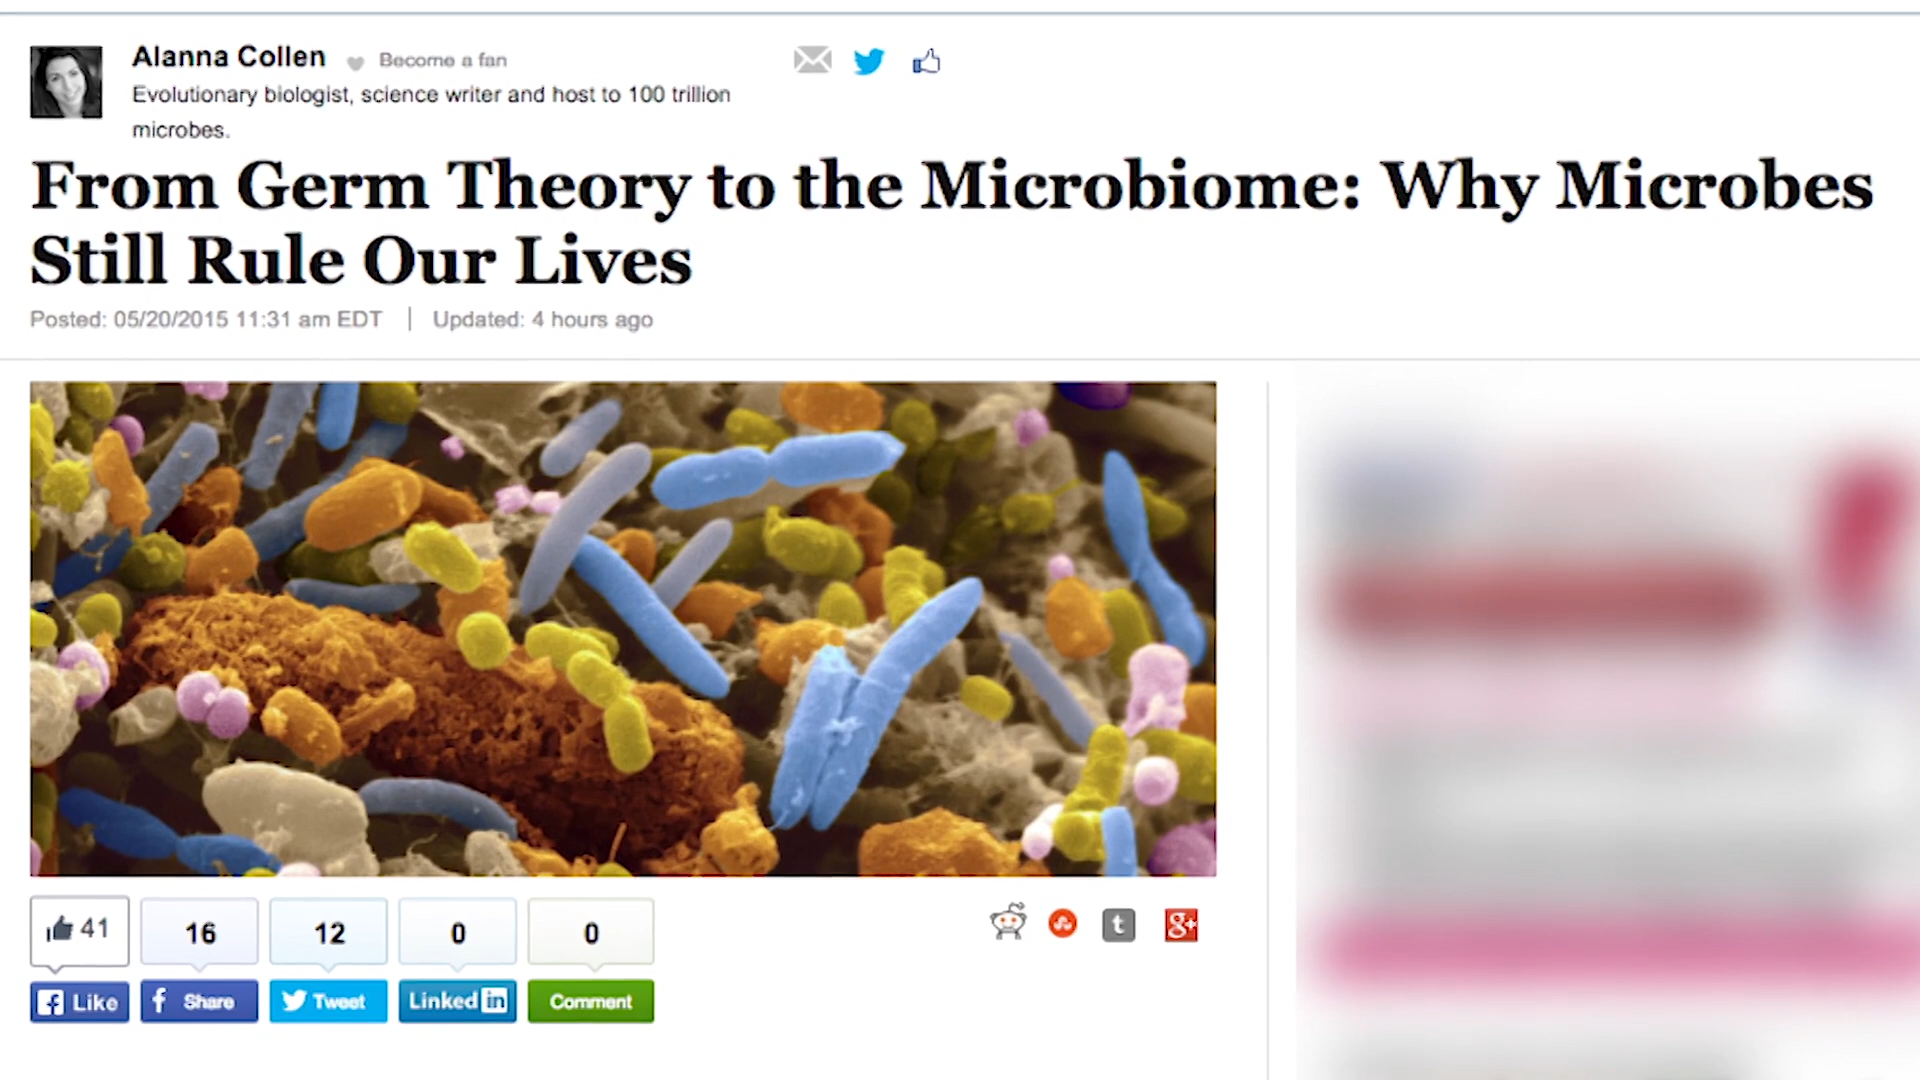 Alanna Collen Become a fan
Evolutionary biologist, science writer and host to 100 trillion
microbes.
From Germ Theory to the Microbiome: Why Microbes
Still Rule Our Lives
Posted: 05/20/2015 11:31 am EDT | Updated: 4 hours ago
41 16 12 0 0
f Like f Share Tweet Linked in Comment
t g+